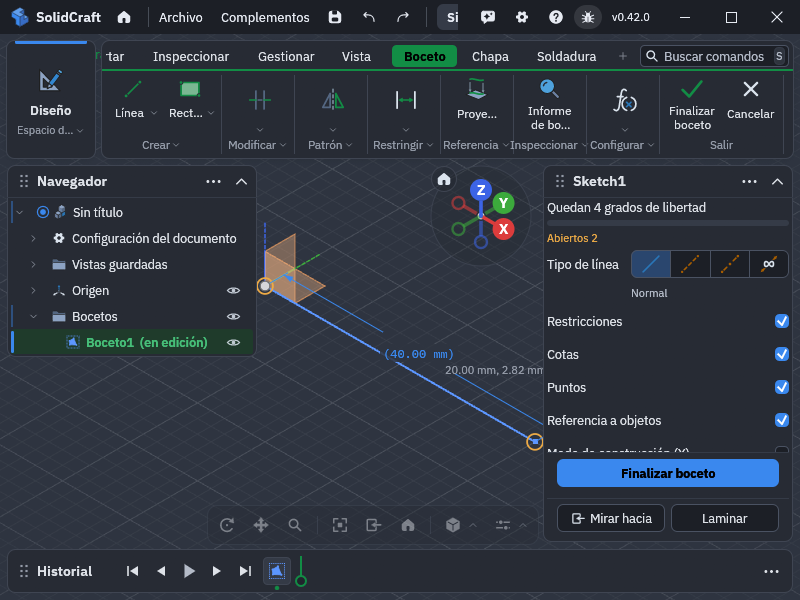 SolidCraft
Archivo
Complementos
Si
v0.42.0
Diseño
Espacio d...
tar
Inspeccionar
Gestionar
Vista
Boceto
Chapa
Soldadura
Buscar comandos
S
Línea
Rect...
Proye...
Informe
de bo...
Finalizar
boceto
Cancelar
Crear
Modificar
Patrón
Restringir
Referencia
Inspeccionar
Configurar
Salir
Navegador
Sin título
Configuración del documento
Vistas guardadas
Origen
Bocetos
Boceto1 (en edición)
Z
Y
X
(40.00 mm)
20.00 mm, 2.82 mm
Sketch1
Quedan 4 grados de libertad
Abiertos 2
Tipo de línea
Normal
Restricciones
Cotas
Puntos
Referencia a objetos
Modo de construcción (X)
Finalizar boceto
Mirar hacia
Laminar
Historial